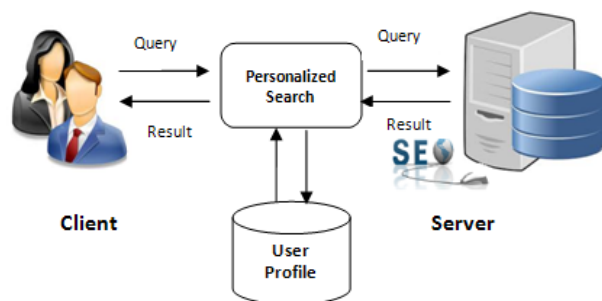 Query
Query
Personalized
Search
Result
Result
SEO
Client
Server
User
Profile